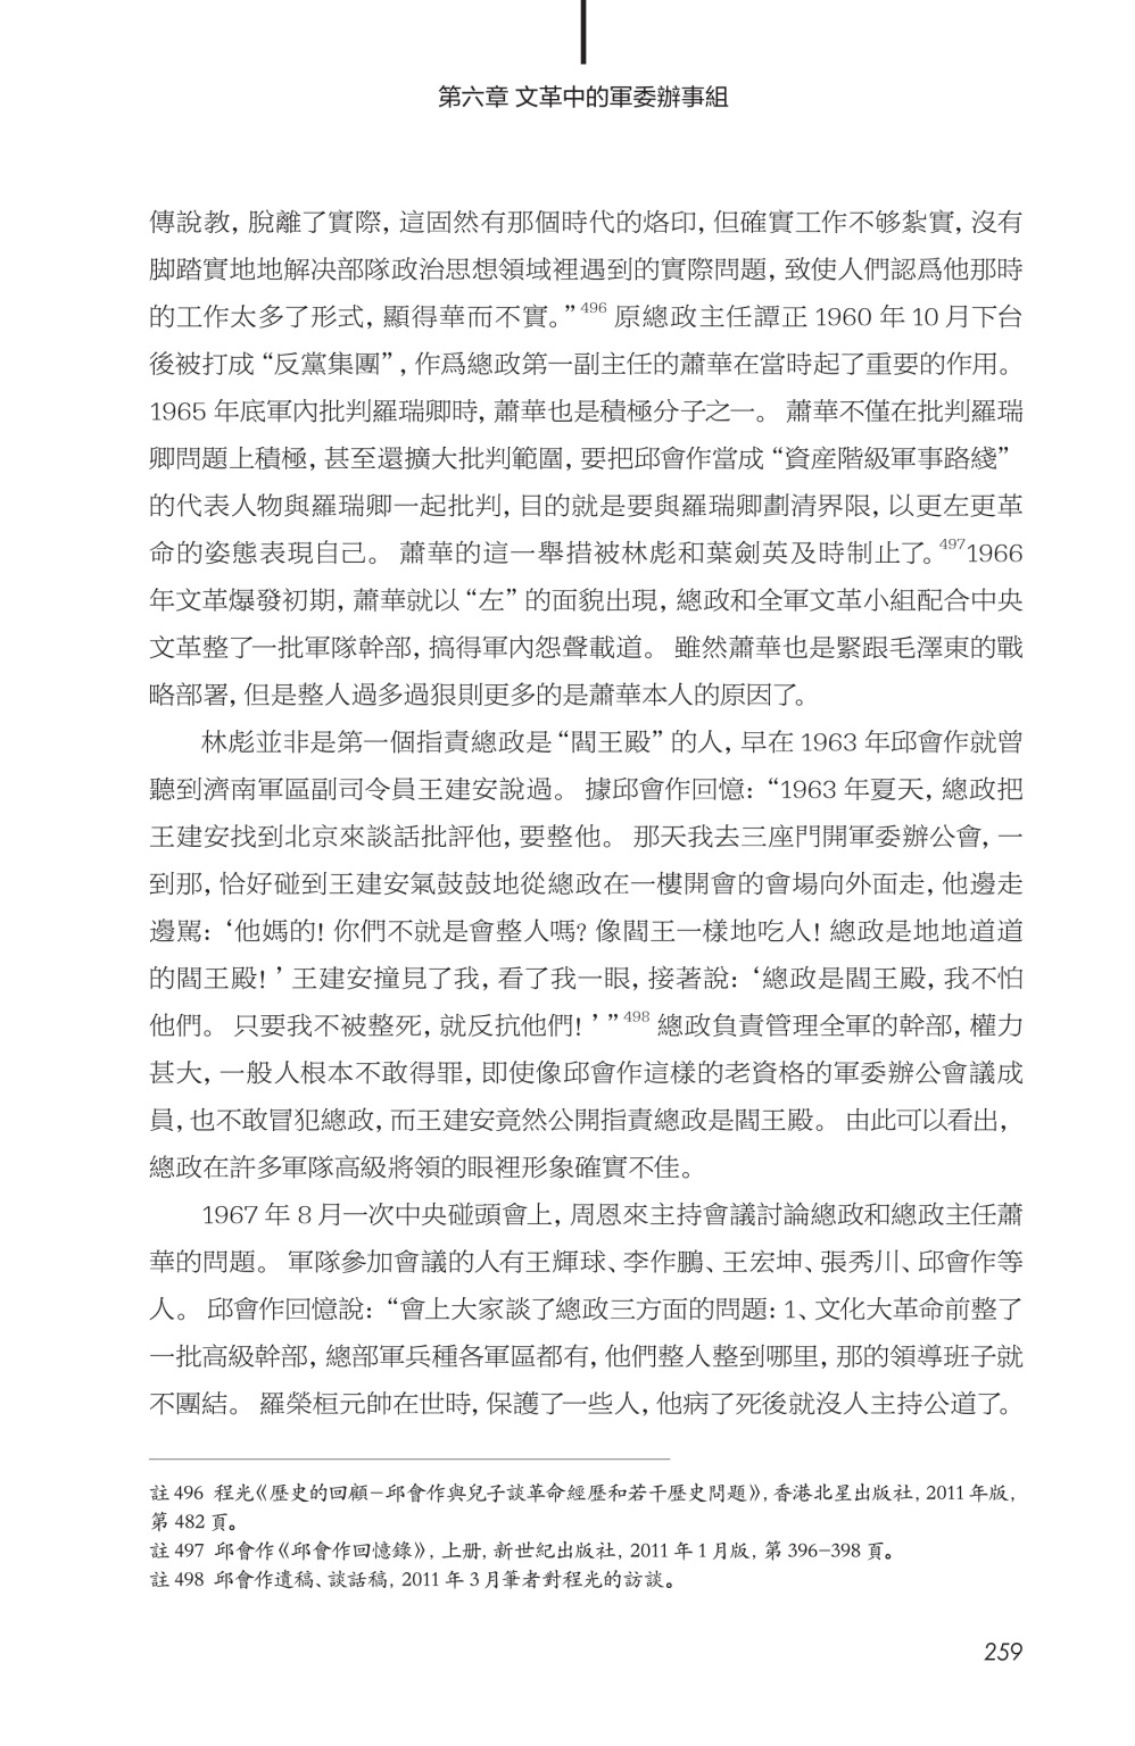 第六章 文革中的軍委辦事組
傳說教, 脫離了實際, 這固然有那個時代的烙印, 但確實工作不够紮實, 沒有
脚踏實地地解决部隊政治思想領域裡遇到的實際問題, 致使人們認爲他那時
的工作太多了形式, 顯得華而不實。”496 原總政主任譚正 1960 年 10 月下台
後被打成“反黨集團”, 作爲總政第一副主任的蕭華在當時起了重要的作用。
1965 年底軍內批判羅瑞卿時, 蕭華也是積極分子之一。 蕭華不僅在批判羅瑞
卿問題上積極, 甚至還擴大批判範圍, 要把邱會作當成“資産階級軍事路綫”
的代表人物與羅瑞卿一起批判, 目的就是要與羅瑞卿劃清界限, 以更左更革
命的姿態表現自己。 蕭華的這一舉措被林彪和葉劍英及時制止了。4971966
年文革爆發初期, 蕭華就以“左”的面貌出現, 總政和全軍文革小組配合中央
文革整了一批軍隊幹部, 搞得軍內怨聲載道。 雖然蕭華也是緊跟毛澤東的戰
略部署, 但是整人過多過狠則更多的是蕭華本人的原因了。
林彪並非是第一個指責總政是“閻王殿”的人, 早在 1963 年邱會作就曾
聽到濟南軍區副司令員王建安說過。 據邱會作回憶: “1963 年夏天, 總政把
王建安找到北京來談話批評他, 要整他。 那天我去三座門開軍委辦公會, 一
到那, 恰好碰到王建安氣鼓鼓地從總政在一樓開會的會場向外面走, 他邊走
邊駡: ‘他媽的! 你們不就是會整人嗎? 像閻王一樣地吃人! 總政是地地道道
的閻王殿! ’ 王建安撞見了我, 看了我一眼, 接著說: ‘總政是閻王殿, 我不怕
他們。 只要我不被整死, 就反抗他們! ’ ”498 總政負責管理全軍的幹部, 權力
甚大, 一般人根本不敢得罪, 即使像邱會作這樣的老資格的軍委辦公會議成
員, 也不敢冒犯總政, 而王建安竟然公開指責總政是閻王殿。 由此可以看出,
總政在許多軍隊高級將領的眼裡形象確實不佳。
1967 年 8 月一次中央碰頭會上, 周恩來主持會議討論總政和總政主任蕭
華的問題。 軍隊參加會議的人有王輝球、李作鵬、王宏坤、張秀川、邱會作等
人。 邱會作回憶說: “會上大家談了總政三方面的問題: 1、文化大革命前整了
一批高級幹部, 總部軍兵種各軍區都有, 他們整人整到哪里, 那的領導班子就
不團結。 羅榮桓元帥在世時, 保護了一些人, 他病了死後就沒人主持公道了。
註 496 程光《歷史的回顧–邱會作與兒子談革命經歷和若干歷史問題》, 香港北星出版社, 2011 年版,
第 482 頁。
註 497 邱會作《邱會作回憶錄》, 上册, 新世紀出版社, 2011 年 1 月版, 第 396–398 頁。
註 498 邱會作遺稿、談話稿, 2011 年 3 月筆者對程光的訪談。
259